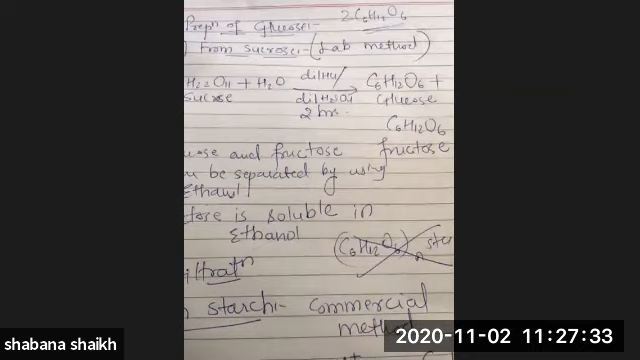 Prepⁿ of Glucose:- 2C₆H₁₂O₆
) From sucrose:- (Lab method)
H₂₂O₁₁ + H₂O dil HCl/ dil H₂SO₄ 2 hrs. → C₆H₁₂O₆ +
Sucrose Glucose
C₆H₁₂O₆
ucose and fructose fructose
n be separated by using
Ethanol
tose is soluble in
Ethanol
(C₆H₁₂O₆)n
iltratⁿ
starch:- commercial
method
shabana shaikh
2020-11-02 11:27:33